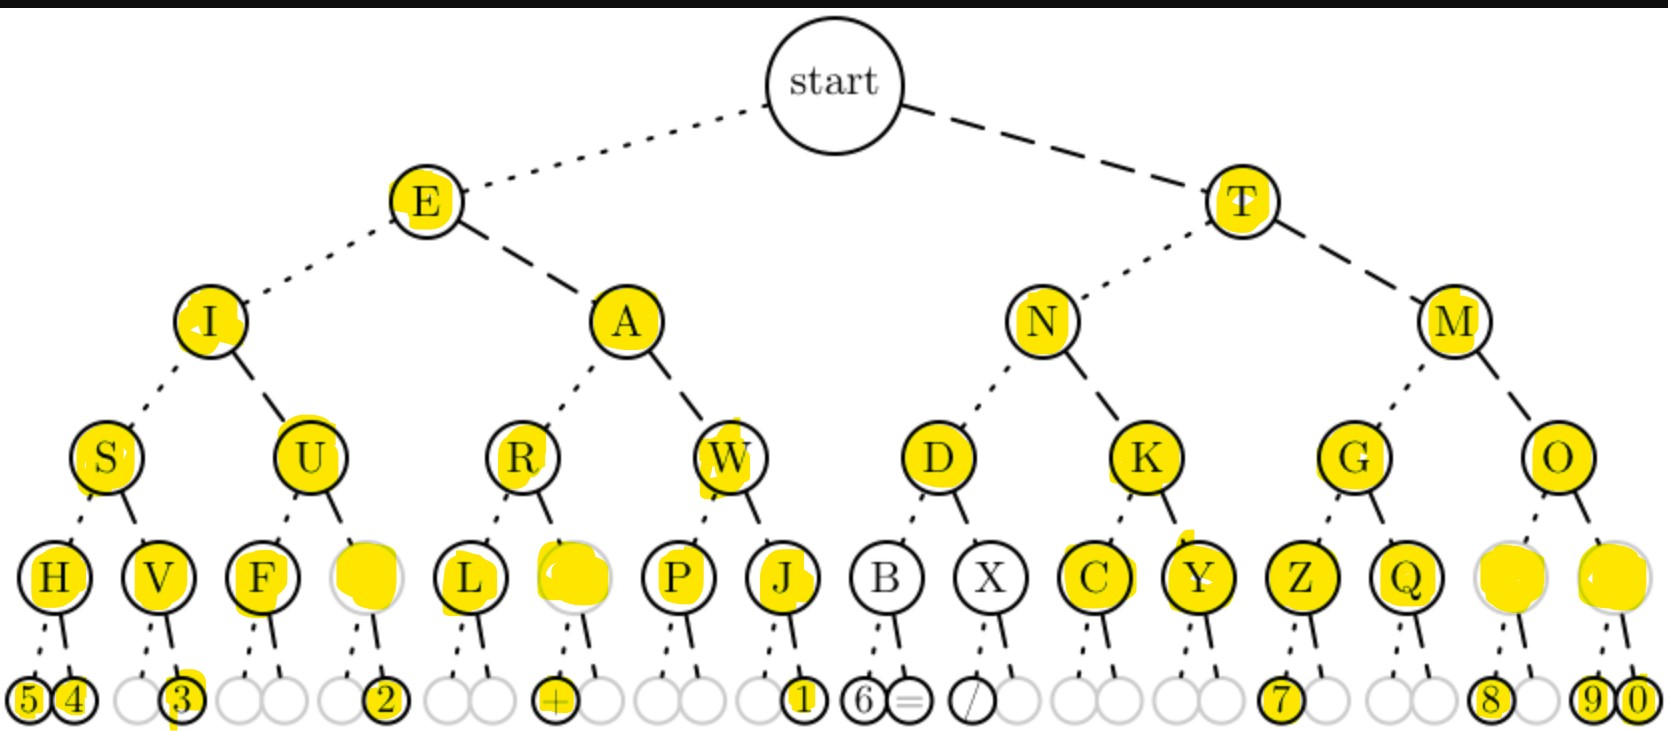 start
E T
I A N M
S U R W D K G O
H V F L P J B X C Y Z Q
5 4 3 2 + 1 6 = / 7 8 9 0